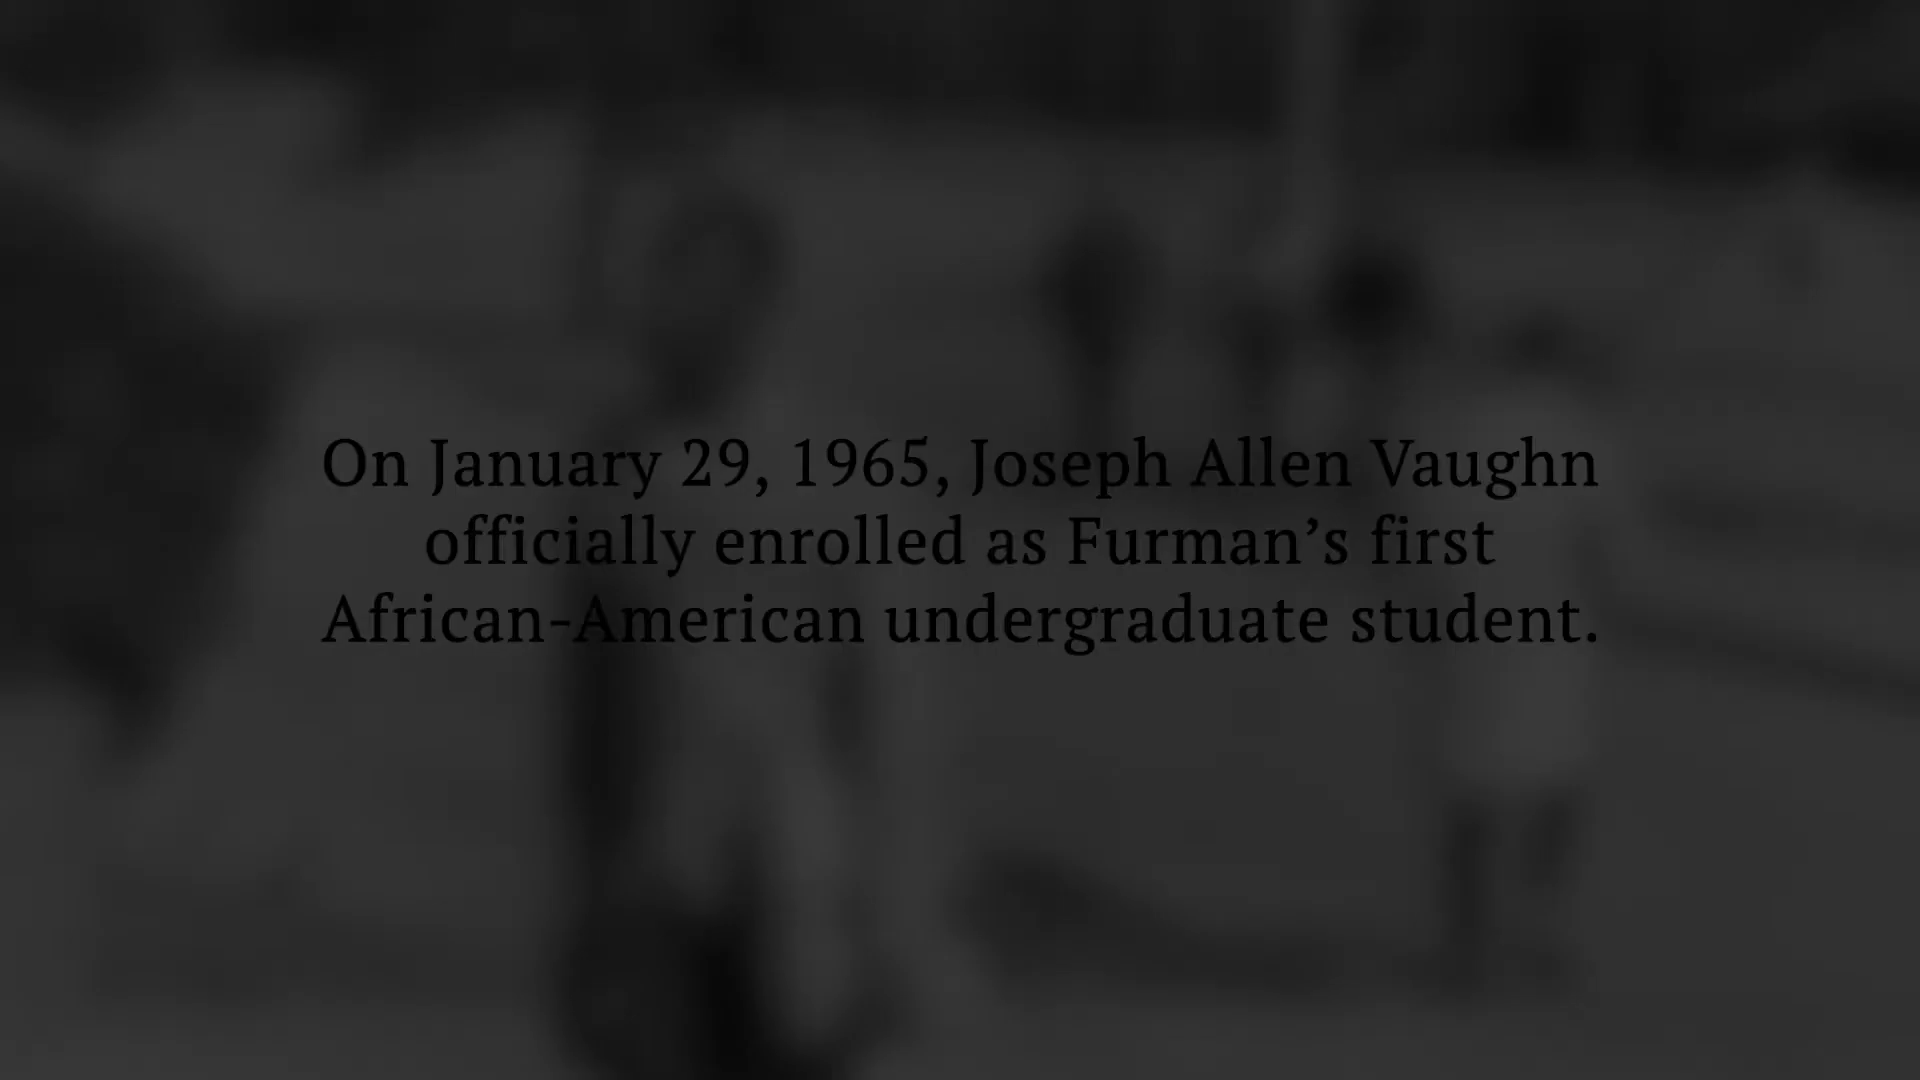 On January 29, 1965, Joseph Allen Vaughn
officially enrolled as Furman’s first
African-American undergraduate student.